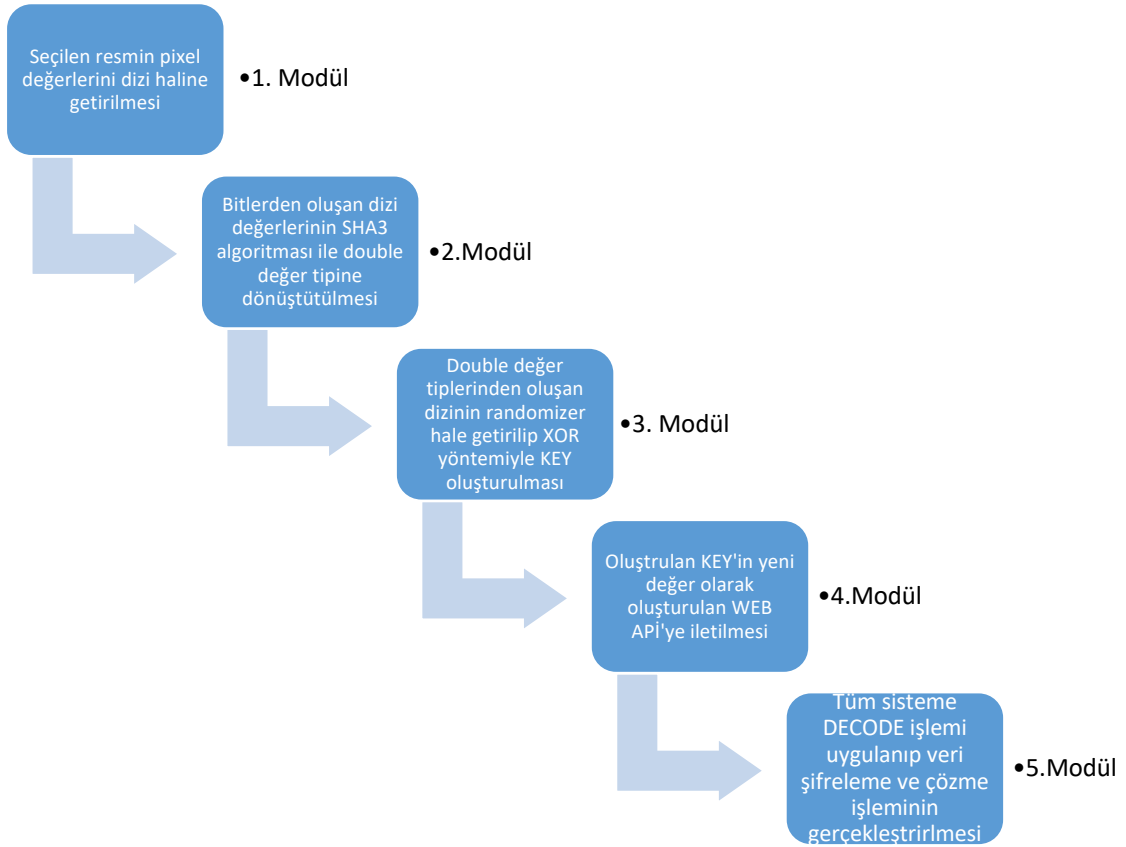 Seçilen resmin pixel
değerlerini dizi haline
getirilmesi
•1. Modül
Bitlerden oluşan dizi
değerlerinin SHA3
algoritması ile double
değer tipine
dönüştütülmesi
•2.Modül
Double değer
tiplerinden oluşan
dizinin randomizer
hale getirilip XOR
yöntemiyle KEY
oluşturulması
•3. Modül
Oluştrulan KEY'in yeni
değer olarak
oluşturulan WEB
APİ'ye iletilmesi
•4.Modül
Tüm sisteme
DECODE işlemi
uygulanıp veri
şifreleme ve çözme
işleminin
gerçekleştrirlmesi
•5.Modül